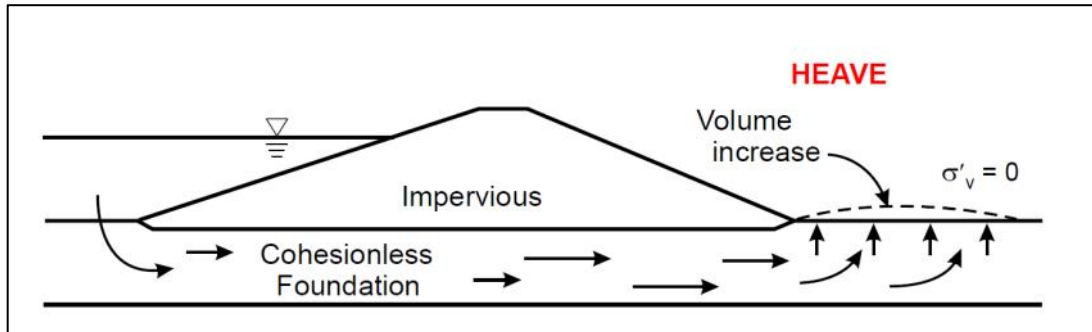 HEAVE
Volume
increase
σ'ᵥ = 0
Impervious
Cohesionless
Foundation